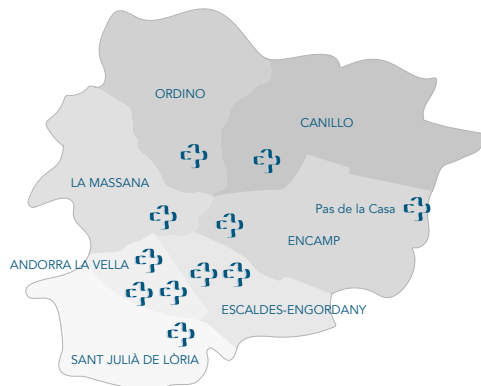 ORDINO
CANILLO
LA MASSANA
Pas de la Casa
ENCAMP
ANDORRA LA VELLA
ESCALDES-ENGORDANY
SANT JULIÀ DE LÒRIA